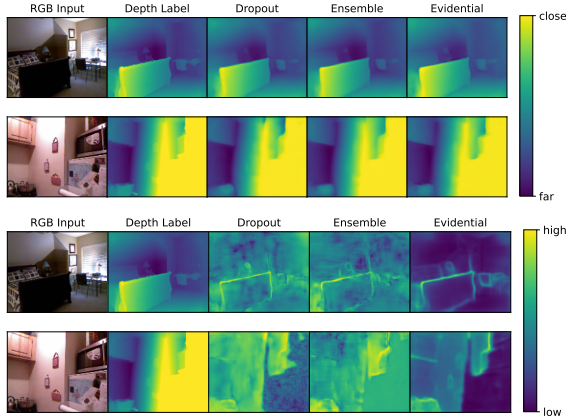 RGB Input Depth Label Dropout Ensemble Evidential
close
far
RGB Input Depth Label Dropout Ensemble Evidential
high
low